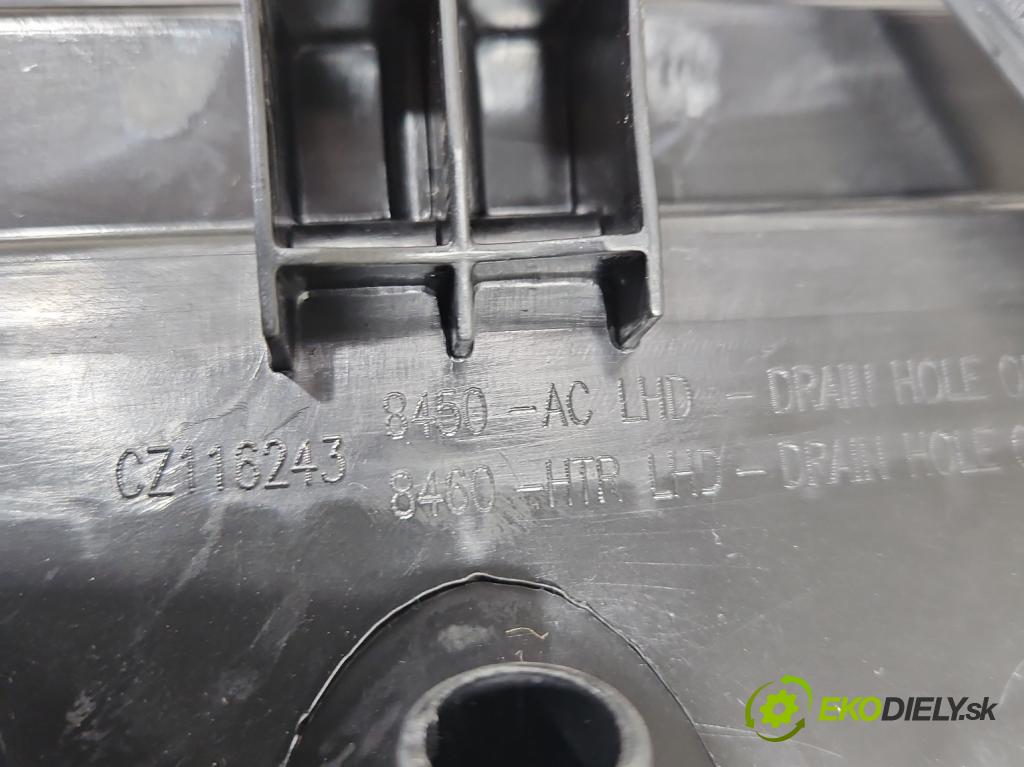 8450 -AC LHD - DRAIN HOLE
CZ116243
8460 -HTR LHD - DRAIN HOLE
EKODIELY.sk